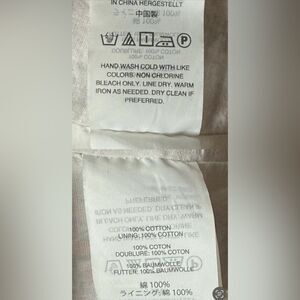 IN CHINA HERGESTELLT
中国製
HAND WASH COLD WITH LIKE
COLORS. NON CHLORINE
BLEACH ONLY. LINE DRY. WARM
IRON AS NEEDED. DRY CLEAN IF
PREFERRED.
100% COTTON
LINING: 100% COTTON
100% COTON
DOUBLURE: 100% COTON
100% BAUMWOLLE
FUTTER: 100% BAUMWOLLE
綿 100%
ライニング: 綿 100%